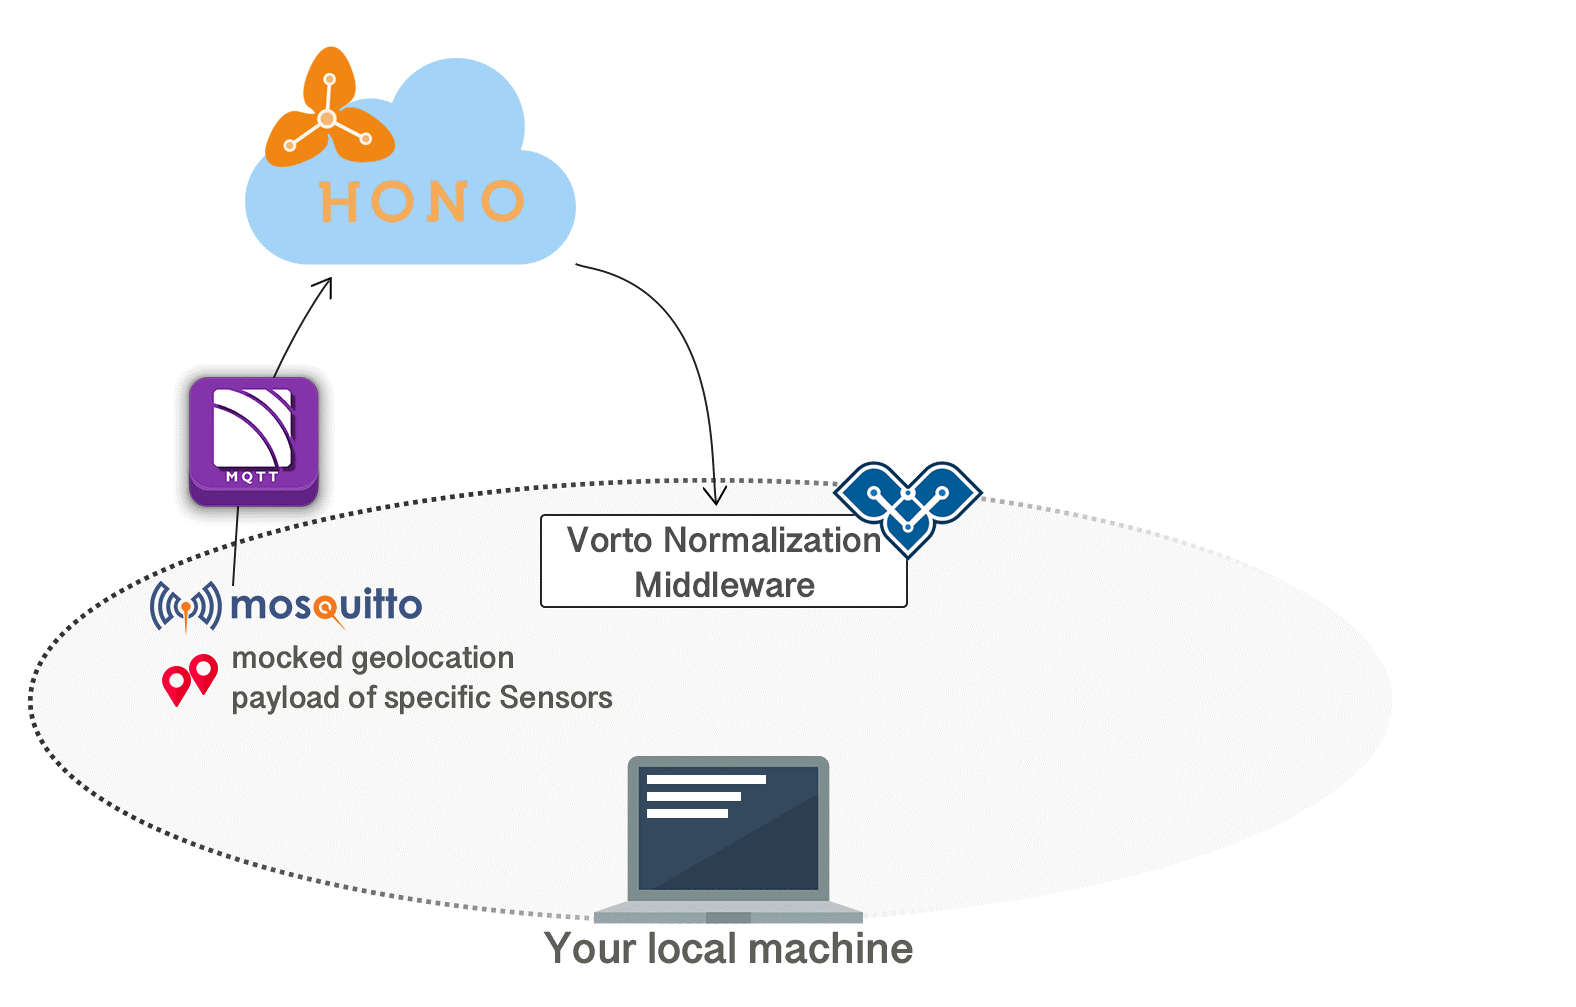 HONO
MQTT
Vorto Normalization
Middleware
mosquitto
mocked geolocation
payload of specific Sensors
Your local machine